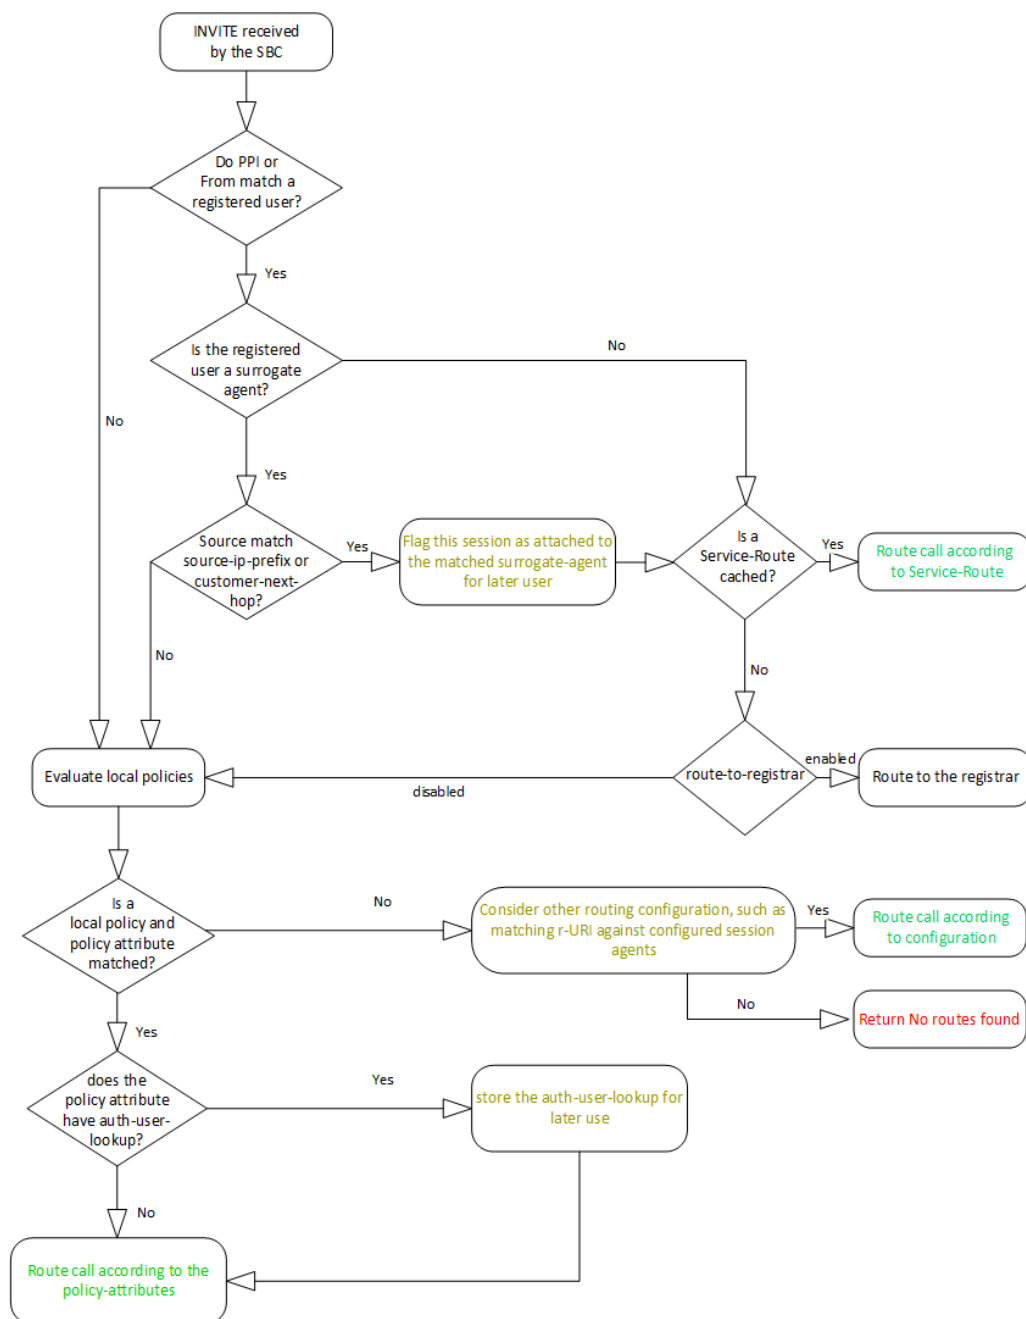 INVITE received
by the SBC
Do PPI or
From match a
registered user?
Yes
No
Is the registered
user a surrogate
agent?
No
Yes
Source match
source-ip-prefix or
customer-next-
hop?
Yes
Flag this session as attached to
the matched surrogate-agent
for later user
Is a
Service-Route
cached?
Yes
Route call according
to Service-Route
No
No
Evaluate local policies
disabled
route-to-registrar
enabled
Route to the registrar
Is a
local policy and
policy attribute
matched?
No
Consider other routing configuration, such as
matching r-URI against configured session
agents
Yes
Route call according
to configuration
No
Return No routes found
Yes
does the
policy attribute
have auth-user-
lookup?
Yes
store the auth-user-lookup for
later use
No
Route call according to the
policy-attributes